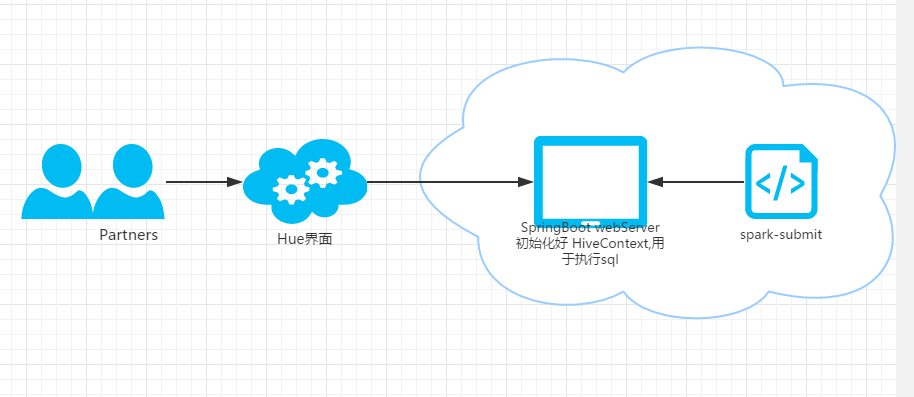 Partners
Hue界面
SpringBoot webServer
初始化好 HiveContext,用
于执行sql
</>
spark-submit